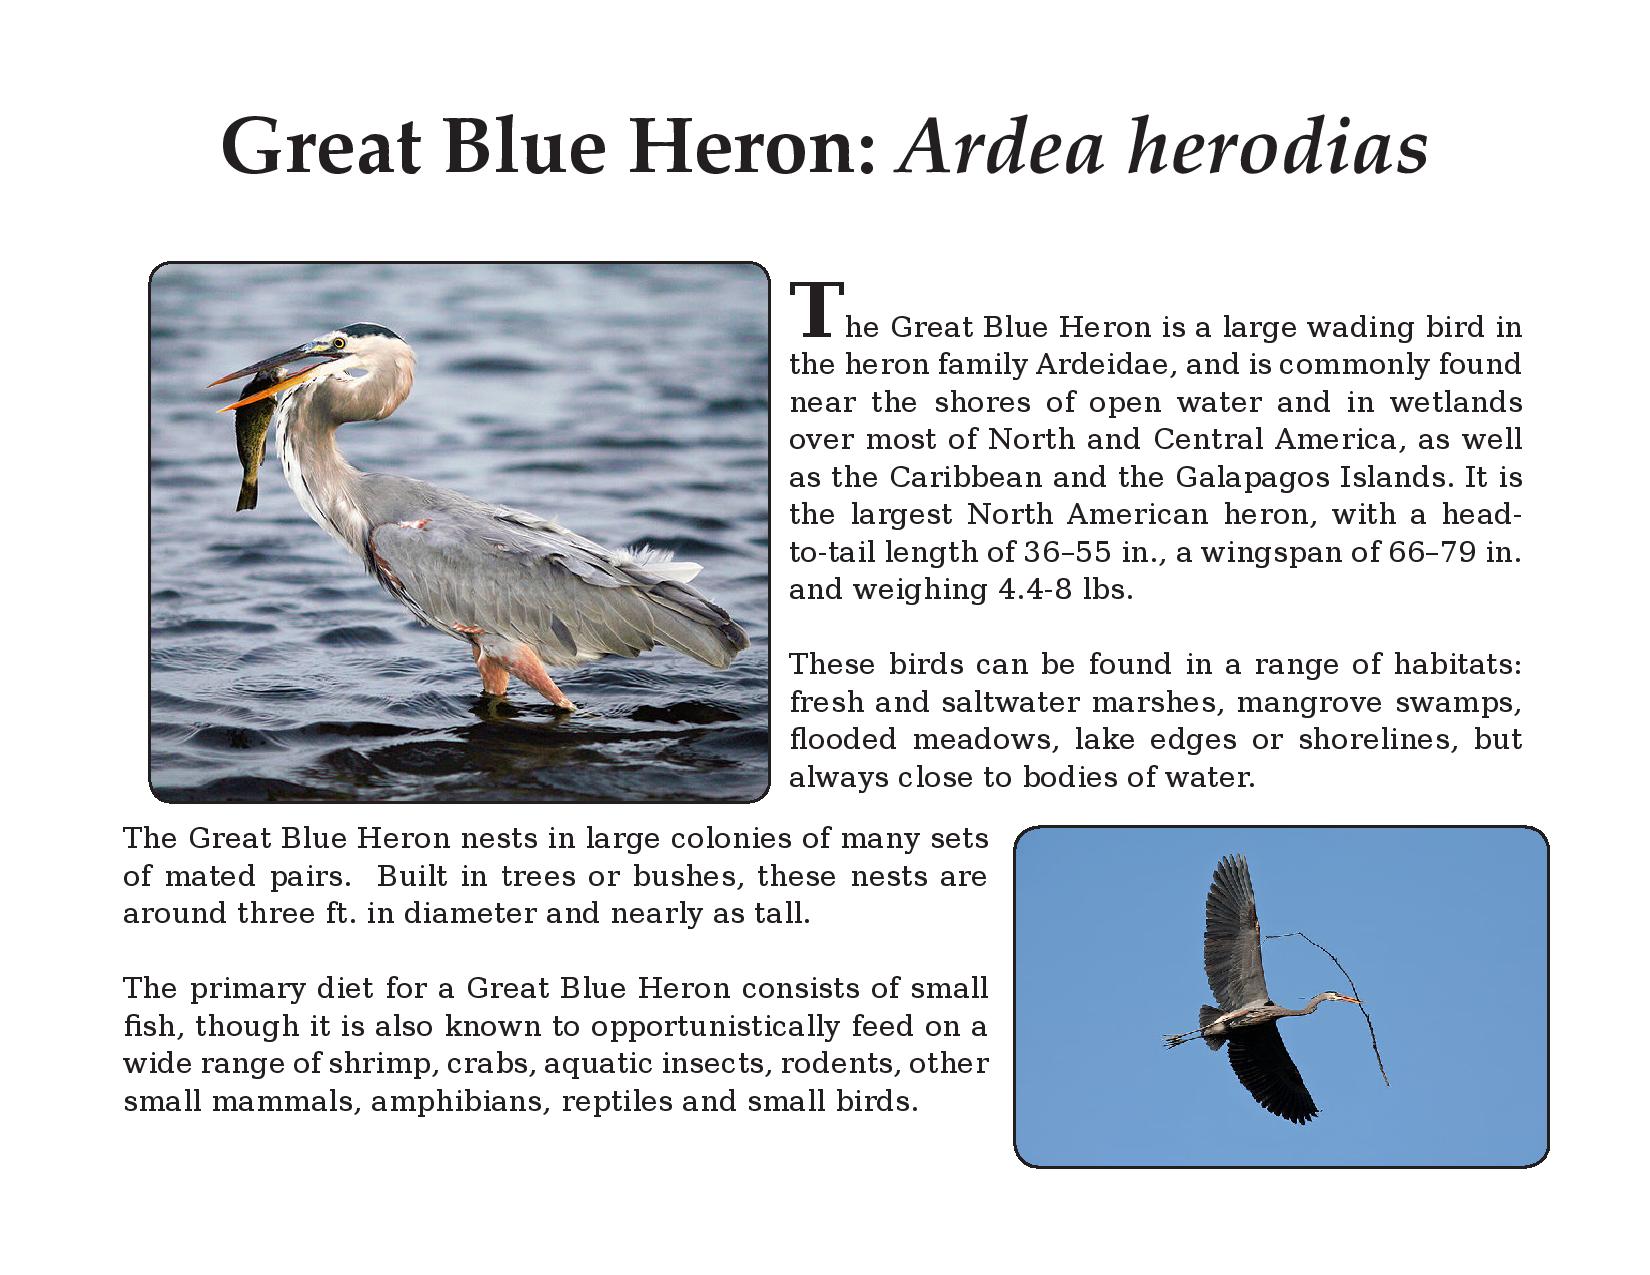 Great Blue Heron: Ardea herodias
The Great Blue Heron is a large wading bird in
the heron family Ardeidae, and is commonly found
near the shores of open water and in wetlands
over most of North and Central America, as well
as the Caribbean and the Galapagos Islands. It is
the largest North American heron, with a head-
to-tail length of 36–55 in., a wingspan of 66–79 in.
and weighing 4.4-8 lbs.
These birds can be found in a range of habitats:
fresh and saltwater marshes, mangrove swamps,
flooded meadows, lake edges or shorelines, but
always close to bodies of water.
The Great Blue Heron nests in large colonies of many sets
of mated pairs.  Built in trees or bushes, these nests are
around three ft. in diameter and nearly as tall.
The primary diet for a Great Blue Heron consists of small
fish, though it is also known to opportunistically feed on a
wide range of shrimp, crabs, aquatic insects, rodents, other
small mammals, amphibians, reptiles and small birds.